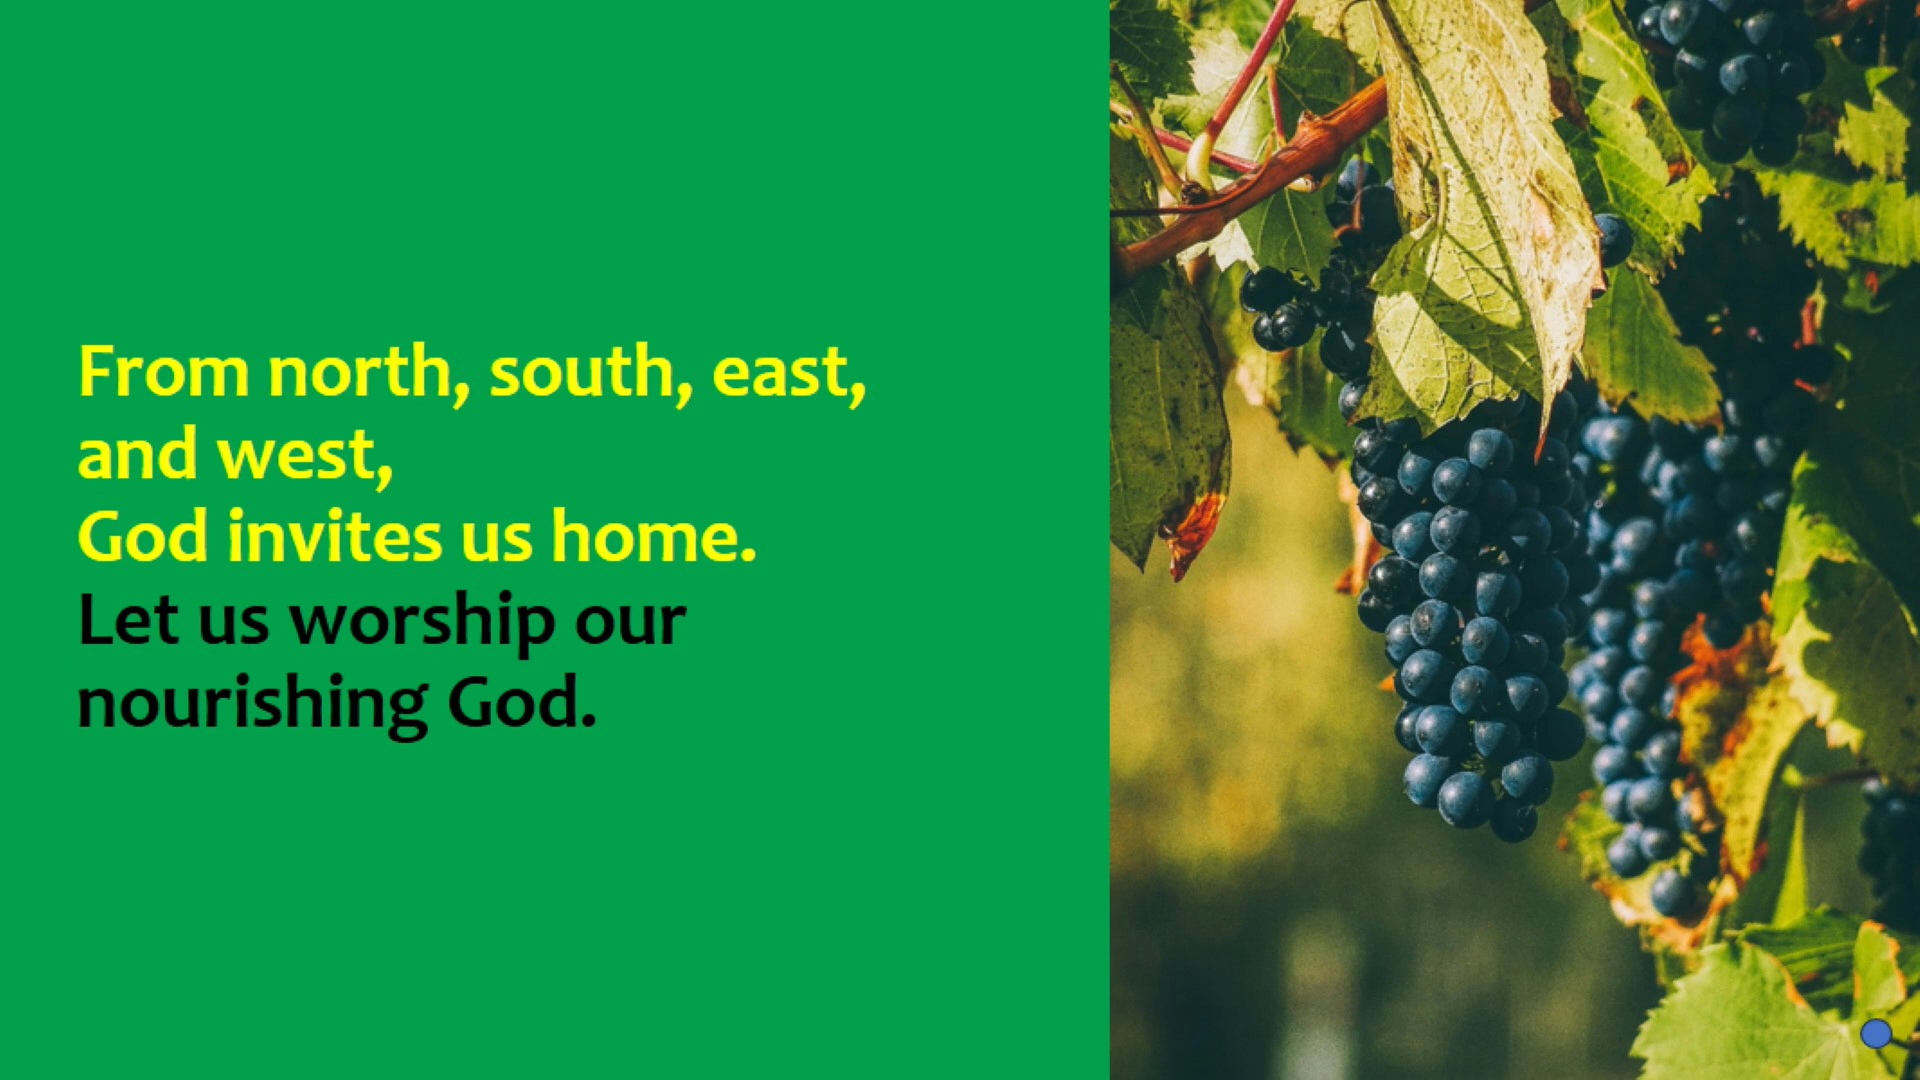 From north, south, east,
and west,
God invites us home.
Let us worship our
nourishing God.